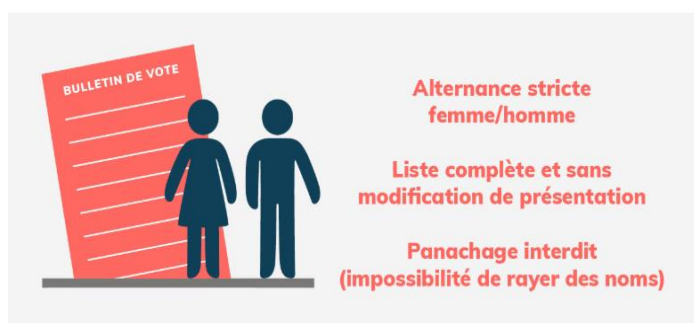 BULLETIN DE VOTE
Alternance stricte
femme/homme
Liste complète et sans
modification de présentation
Panachage interdit
(impossibilité de rayer des noms)